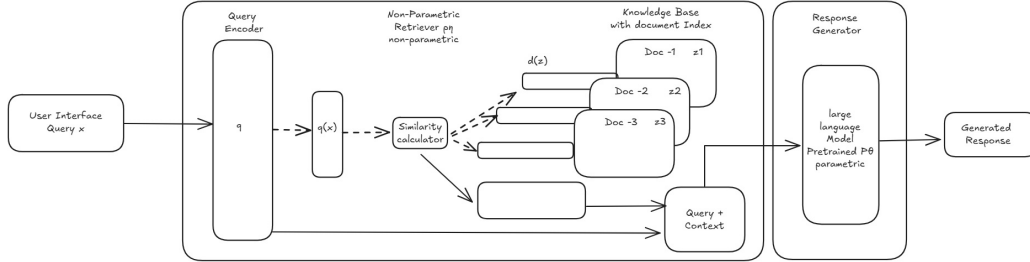 User Interface
Query x
Query
Encoder
q
q(x)
Non-Parametric
Retriever pη
non-parametric
Similarity
calculator
d(z)
Knowledge Base
with document Index
Doc -1 z1
Doc -2 z2
Doc -3 z3
Query +
Context
Response
Generator
large
language
Model
Pretrained Pθ
parametric
Generated
Response